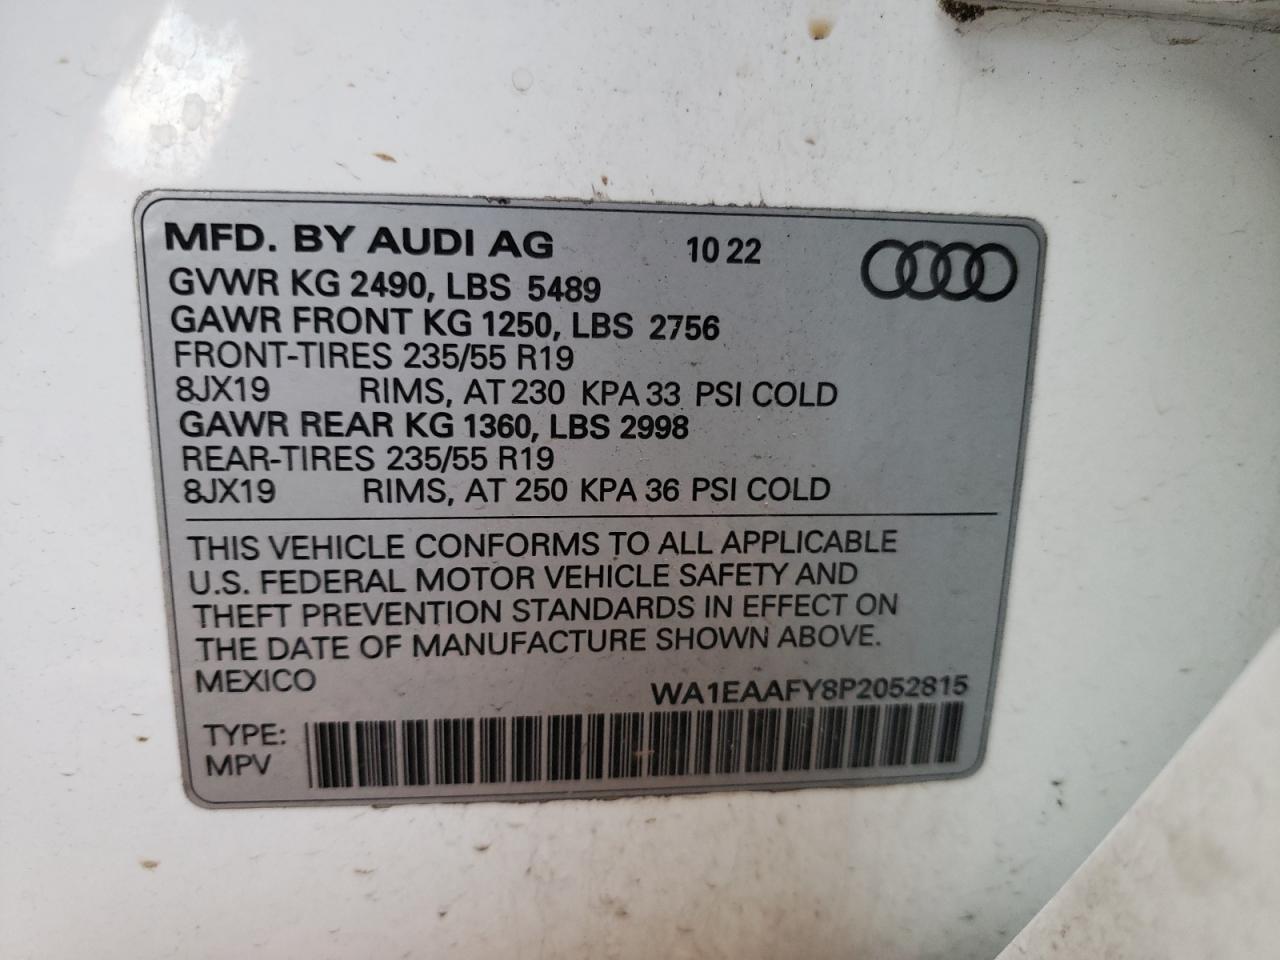 MFD. BY AUDI AG 10 22
GVWR KG 2490, LBS 5489
GAWR FRONT KG 1250, LBS 2756
FRONT-TIRES 235/55 R19
8JX19 RIMS, AT 230 KPA 33 PSI COLD
GAWR REAR KG 1360, LBS 2998
REAR-TIRES 235/55 R19
8JX19 RIMS, AT 250 KPA 36 PSI COLD
THIS VEHICLE CONFORMS TO ALL APPLICABLE
U.S. FEDERAL MOTOR VEHICLE SAFETY AND
THEFT PREVENTION STANDARDS IN EFFECT ON
THE DATE OF MANUFACTURE SHOWN ABOVE.
MEXICO
WA1EAAFY8P2052815
TYPE:
MPV